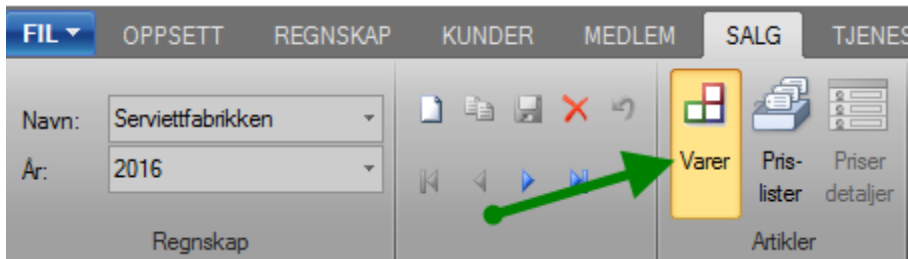 FIL OPPSETT REGNSKAP KUNDER MEDLEM SALG TJENES
Navn: Serviettfabrikken
År: 2016
Varer Pris- Priser
lister detaljer
Regnskap Artikler